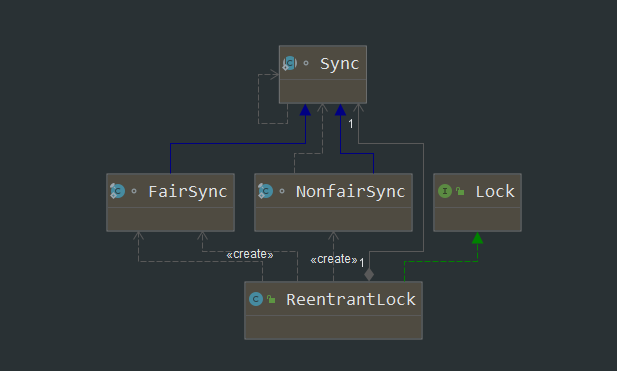 Sync
1
FairSync
NonfairSync
Lock
«create»
«create»
1
ReentrantLock